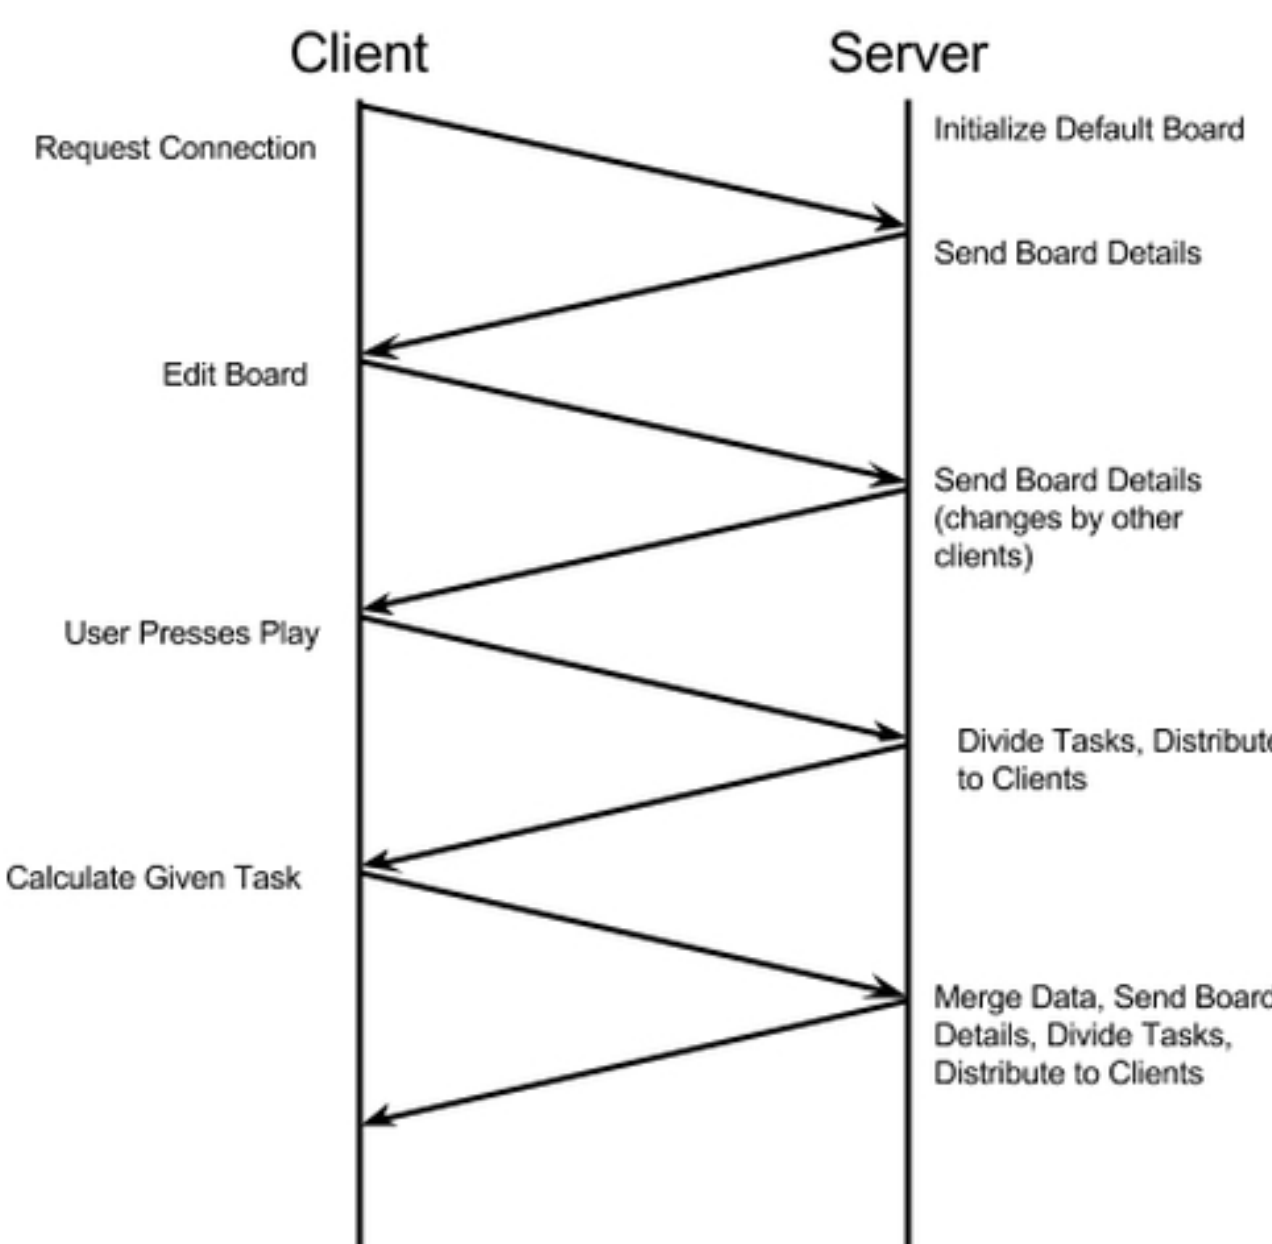 Client
Server
Request Connection
Initialize Default Board
Send Board Details
Edit Board
Send Board Details
(changes by other
clients)
User Presses Play
Divide Tasks, Distribute
to Clients
Calculate Given Task
Merge Data, Send Board
Details, Divide Tasks,
Distribute to Clients